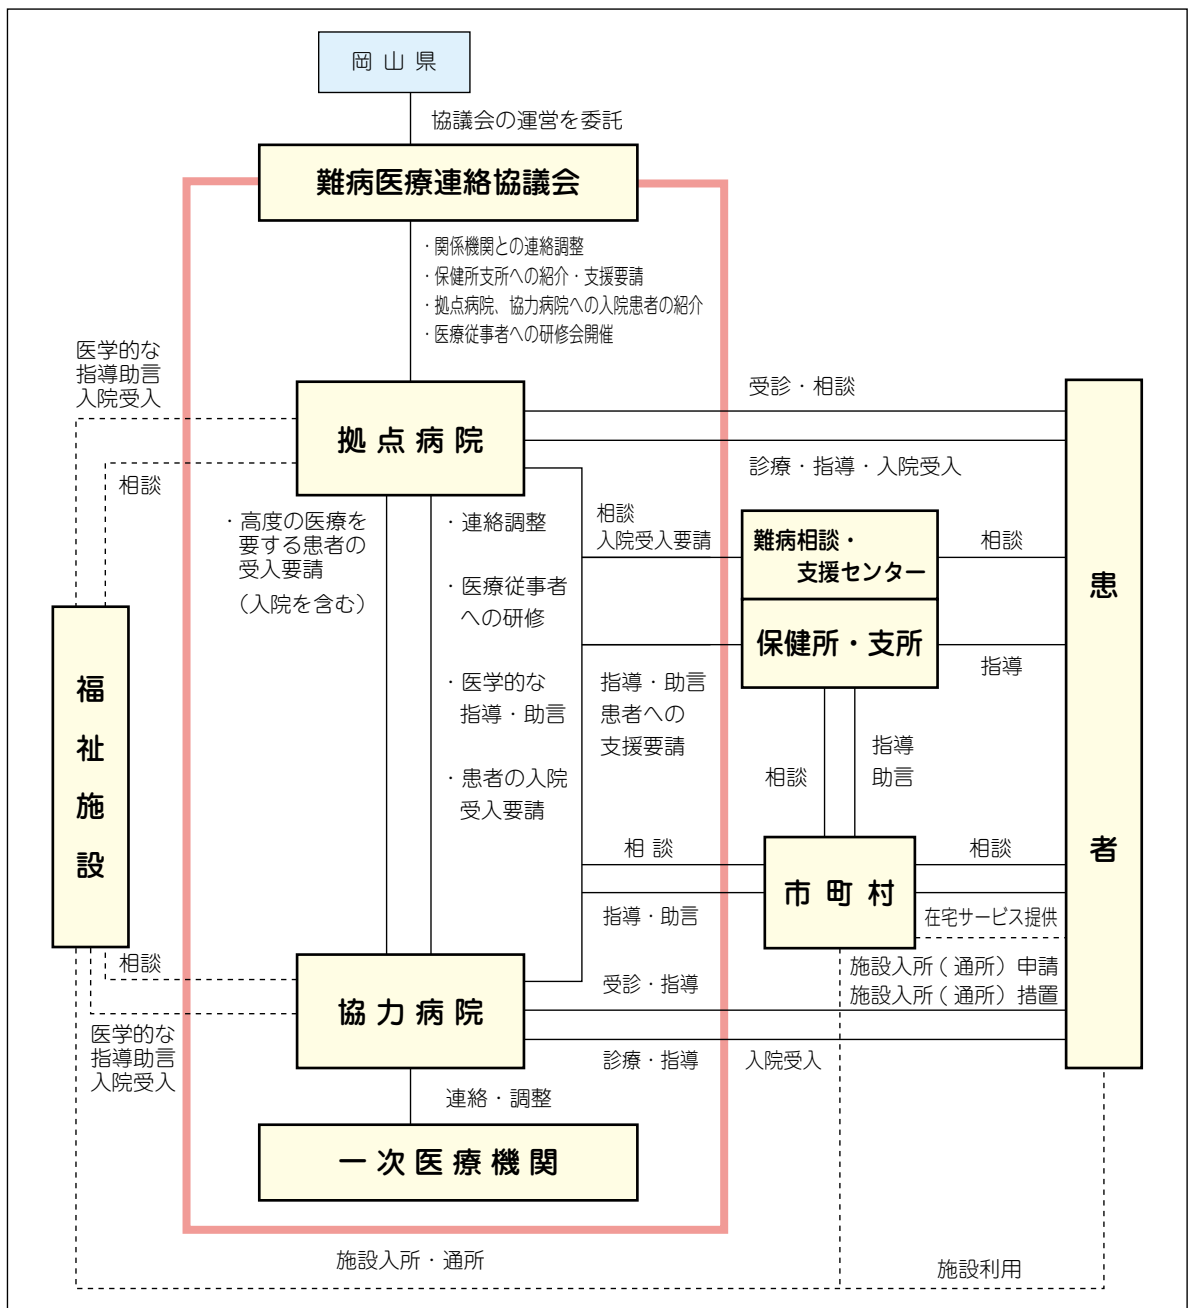 岡山県
協議会の運営を委託
難病医療連絡協議会
・関係機関との連絡調整
・保健所支所への紹介・支援要請
・拠点病院、協力病院への入院患者の紹介
・医療従事者への研修会開催
医学的な
指導助言
入院受入
相談
拠点病院
受診・相談
診療・指導・入院受入
・高度の医療を
要する患者の
受入要請
（入院を含む）
・連絡調整
・医療従事者
への研修
・医学的な
指導・助言
・患者の入院
受入要請
相談
入院受入要請
難病相談・
支援センター
相談
保健所・支所
指導
指導・助言
患者への
支援要請
相談
指導
助言
患者
福祉施設
相談
市町村
相談
指導・助言
在宅サービス提供
施設入所(通所)申請
施設入所(通所)措置
相談
医学的な
指導助言
入院受入
協力病院
受診・指導
診療・指導
入院受入
連絡・調整
一次医療機関
施設入所・通所
施設利用